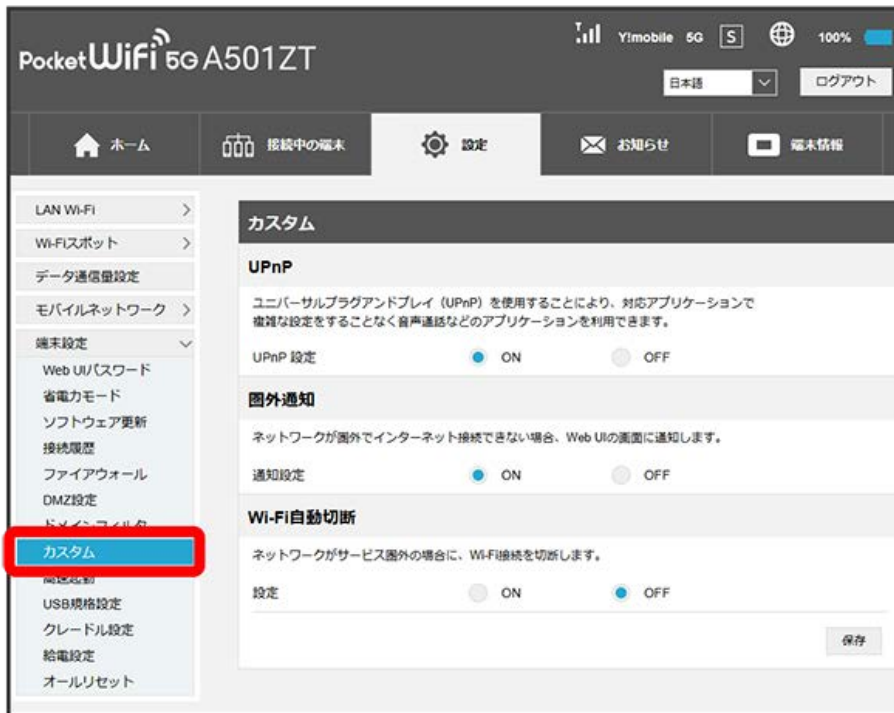 Pocket WiFi 5G A501ZT
Y!mobile 5G S 100%
日本語 ログアウト
ホーム 接続中の端末 設定 お知らせ 端末情報
LAN Wi-Fi
Wi-Fiスポット
データ通信量設定
モバイルネットワーク
端末設定
Web UIパスワード
省電力モード
ソフトウェア更新
接続履歴
ファイアウォール
DMZ設定
ドメインフィルタ
カスタム
高速起動
USB規格設定
クレードル設定
給電設定
オールリセット
カスタム
UPnP
ユニバーサルプラグアンドプレイ（UPnP）を使用することにより、対応アプリケーションで
複雑な設定をすることなく音声通話などのアプリケーションを利用できます。
UPnP 設定 ON OFF
圏外通知
ネットワークが圏外でインターネット接続できない場合、Web UIの画面に通知します。
通知設定 ON OFF
Wi-Fi自動切断
ネットワークがサービス圏外の場合に、Wi-Fi接続を切断します。
設定 ON OFF
保存